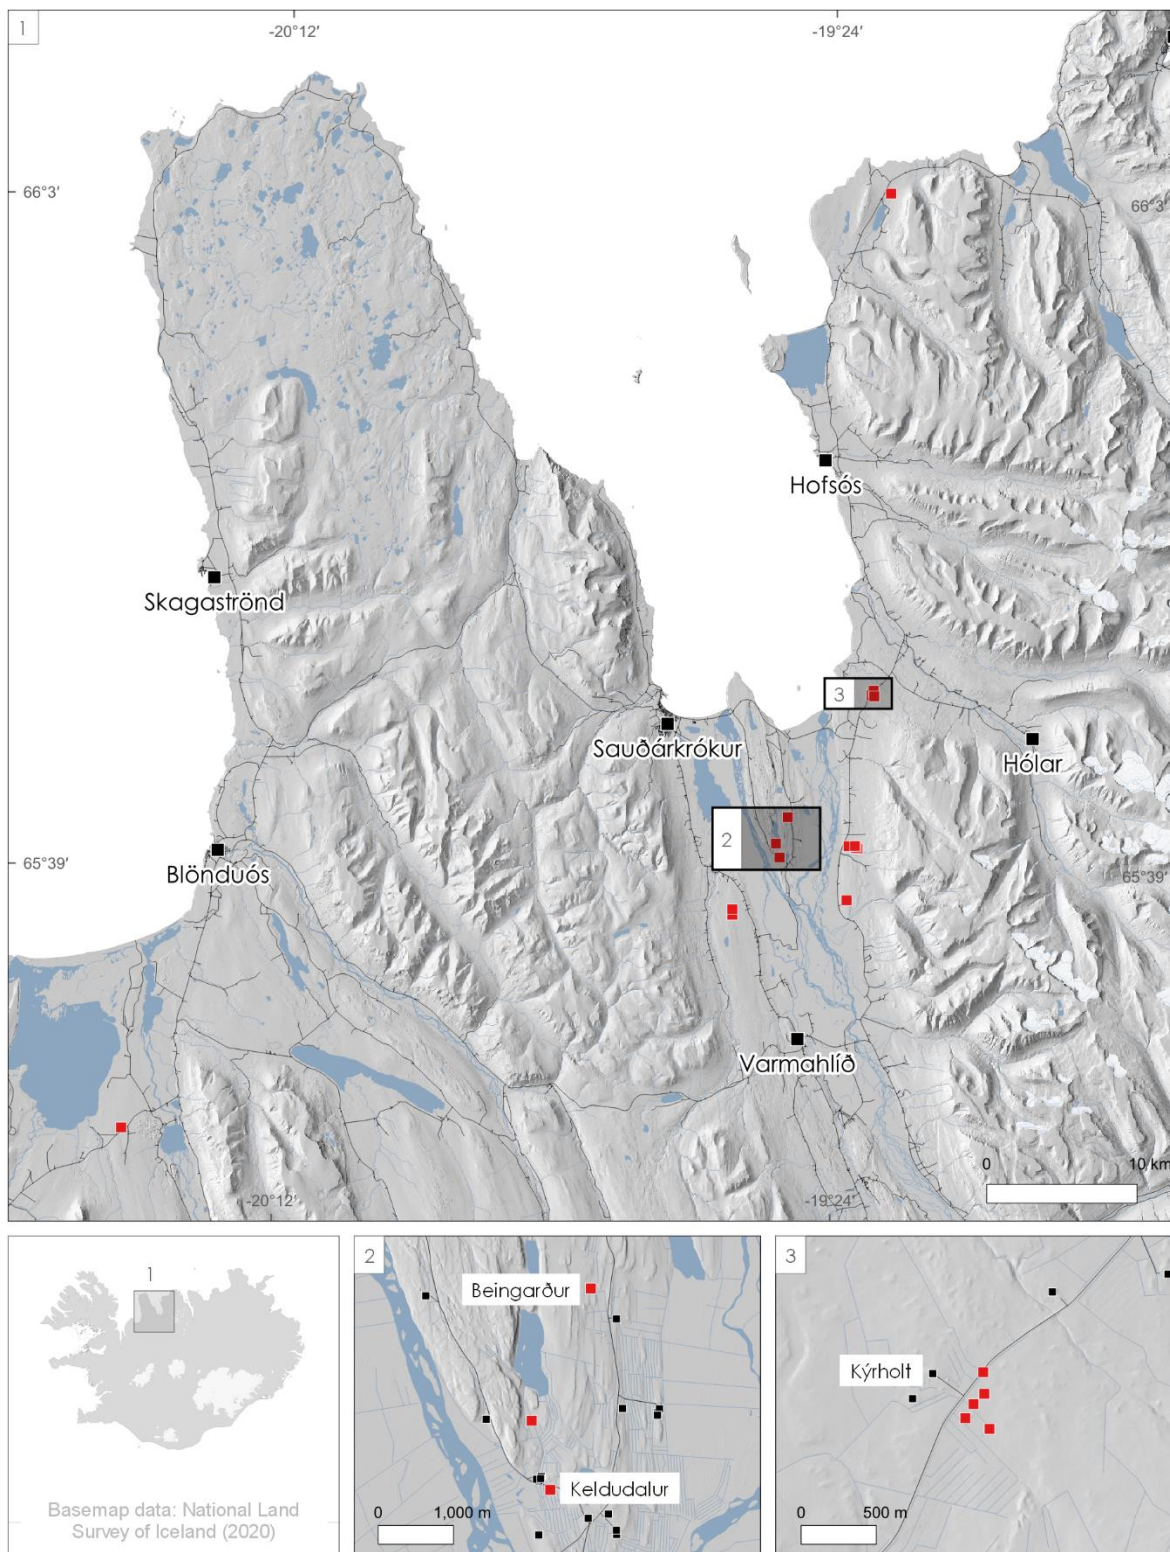 1
-20°12'
-19°24'
66°3'
66°3'
Hofsós
Skagaströnd
3
Sauðárkrókur
Hólar
2
65°39'
65°39'
Blönduós
Varmahlíð
0 10 km
-20°12'
-19°24'
1
Basemap data: National Land
Survey of Iceland (2020)
2
Beingarður
Keldudalur
0 1,000 m
3
Kýrholt
0 500 m